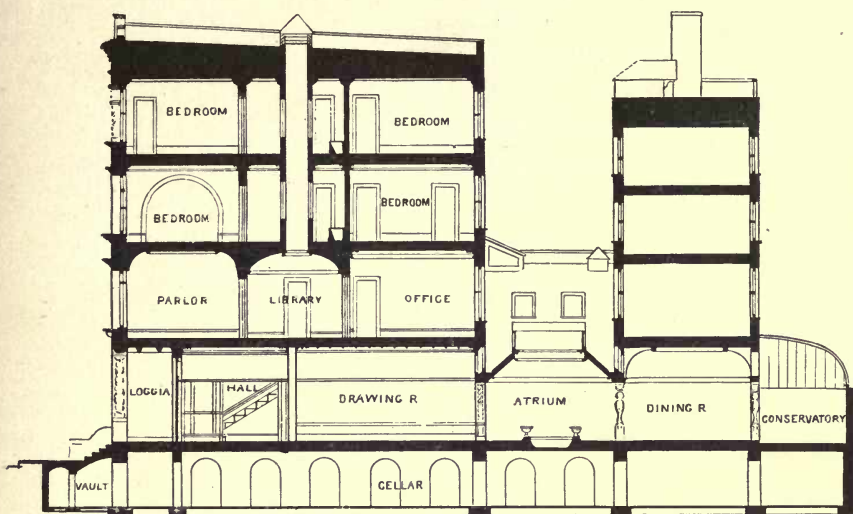 BEDROOM
BEDROOM
BEDROOM
BEDROOM
PARLOR
LIBRARY
OFFICE
LOGGIA
HALL
DRAWING R
ATRIUM
DINING R
CONSERVATORY
VAULT
CELLAR